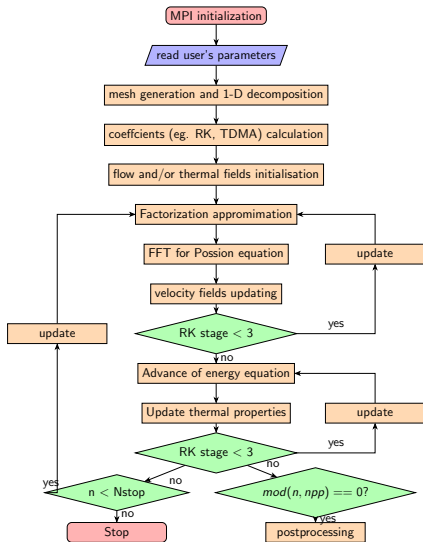 MPI initialization
read user's parameters
mesh generation and 1-D decomposition
coeffcients (eg. RK, TDMA) calculation
flow and/or thermal fields initialisation
Factorization appromimation
FFT for Possion equation
update
velocity fields updating
RK stage < 3
yes
update
no
Advance of energy equation
Update thermal properties
update
RK stage < 3
yes
no
no
yes
n < Nstop
mod(n, npp) == 0?
no
yes
Stop
postprocessing